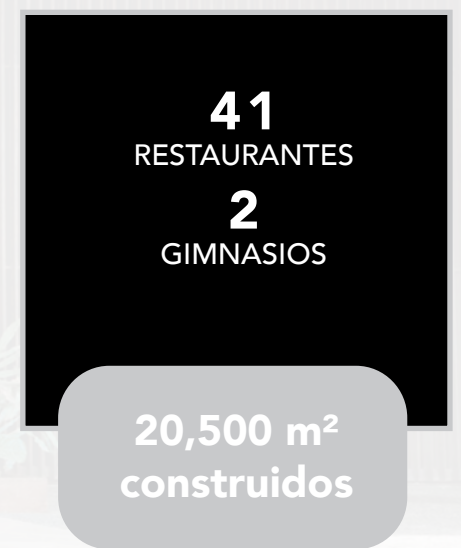 41
RESTAURANTES
2
GIMNASIOS
20,500 m²
construidos